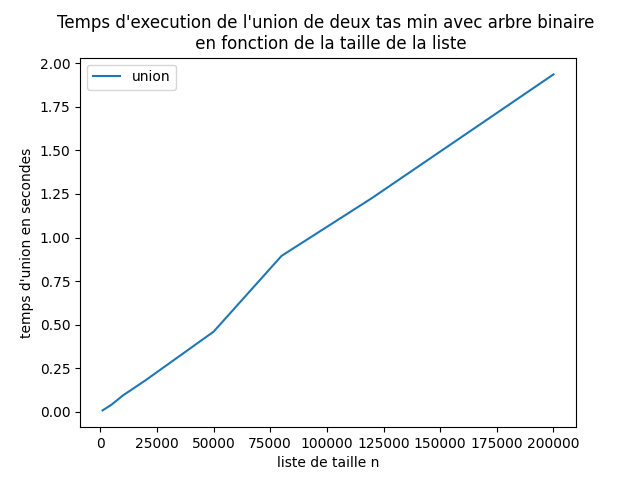 Temps d'execution de l'union de deux tas min avec arbre binaire
en fonction de la taille de la liste
union
2.00
1.75
1.50
1.25
1.00
0.75
0.50
0.25
0.00
temps d'union en secondes
0 25000 50000 75000 100000 125000 150000 175000 200000
liste de taille n